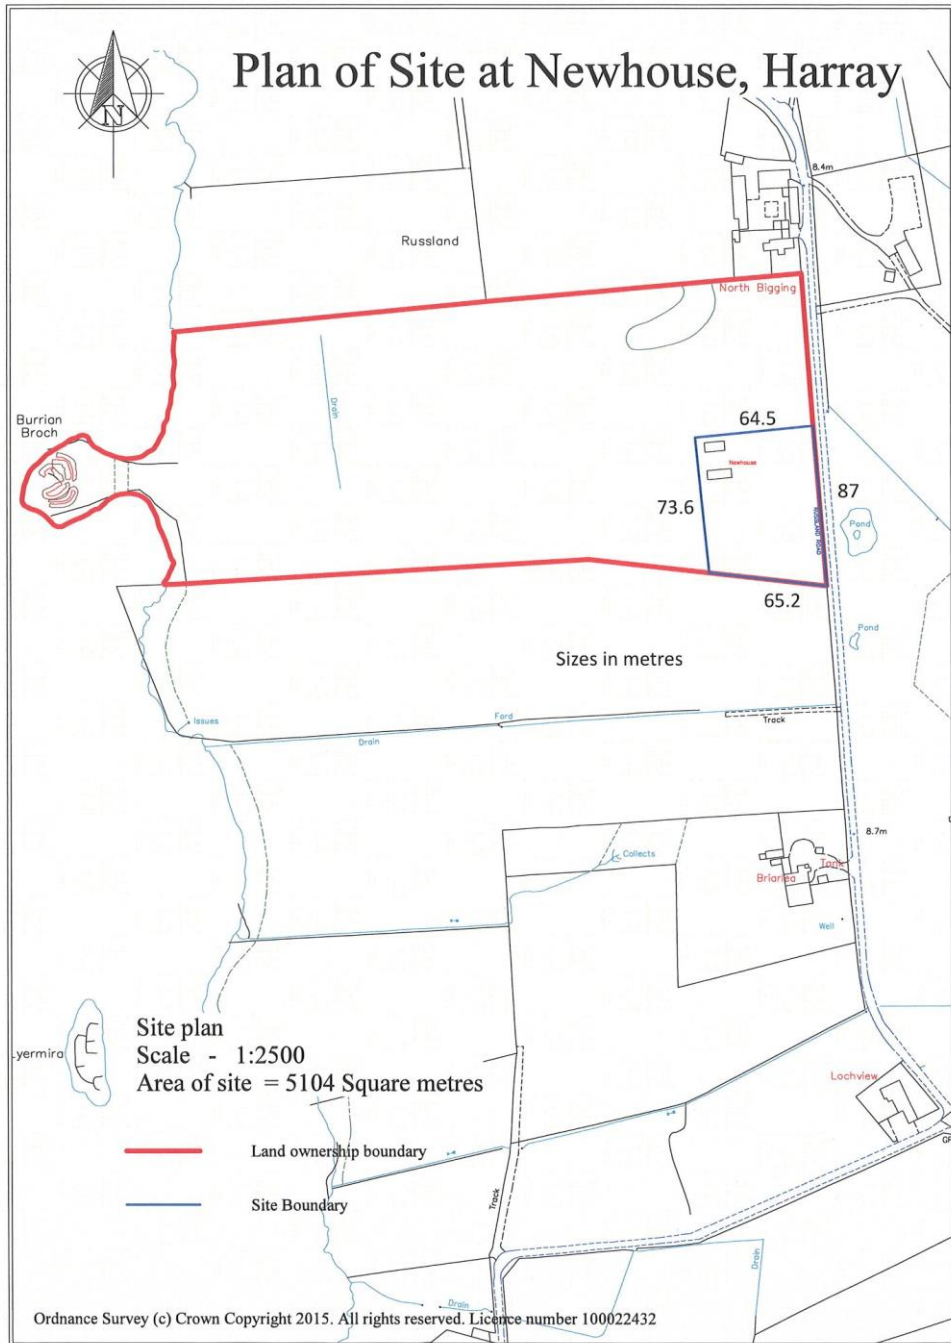 Plan of Site at Newhouse, Harray
N
8.4m
Russland
North Bigging
Drain
Burrian
Broch
64.5
Newhouse
73.6
87
RUSLAND ROAD
Pond
65.2
Pond
Sizes in metres
Issues
Ford
Track
Drain
8.7m
Collects
Tank
Briarlea
Well
Site plan
Scale - 1:2500
Area of site = 5104 Square metres
yermira
Lochview
Land ownership boundary
Site Boundary
Track
Drain
Drain
Ordnance Survey (c) Crown Copyright 2015. All rights reserved. Licence number 100022432